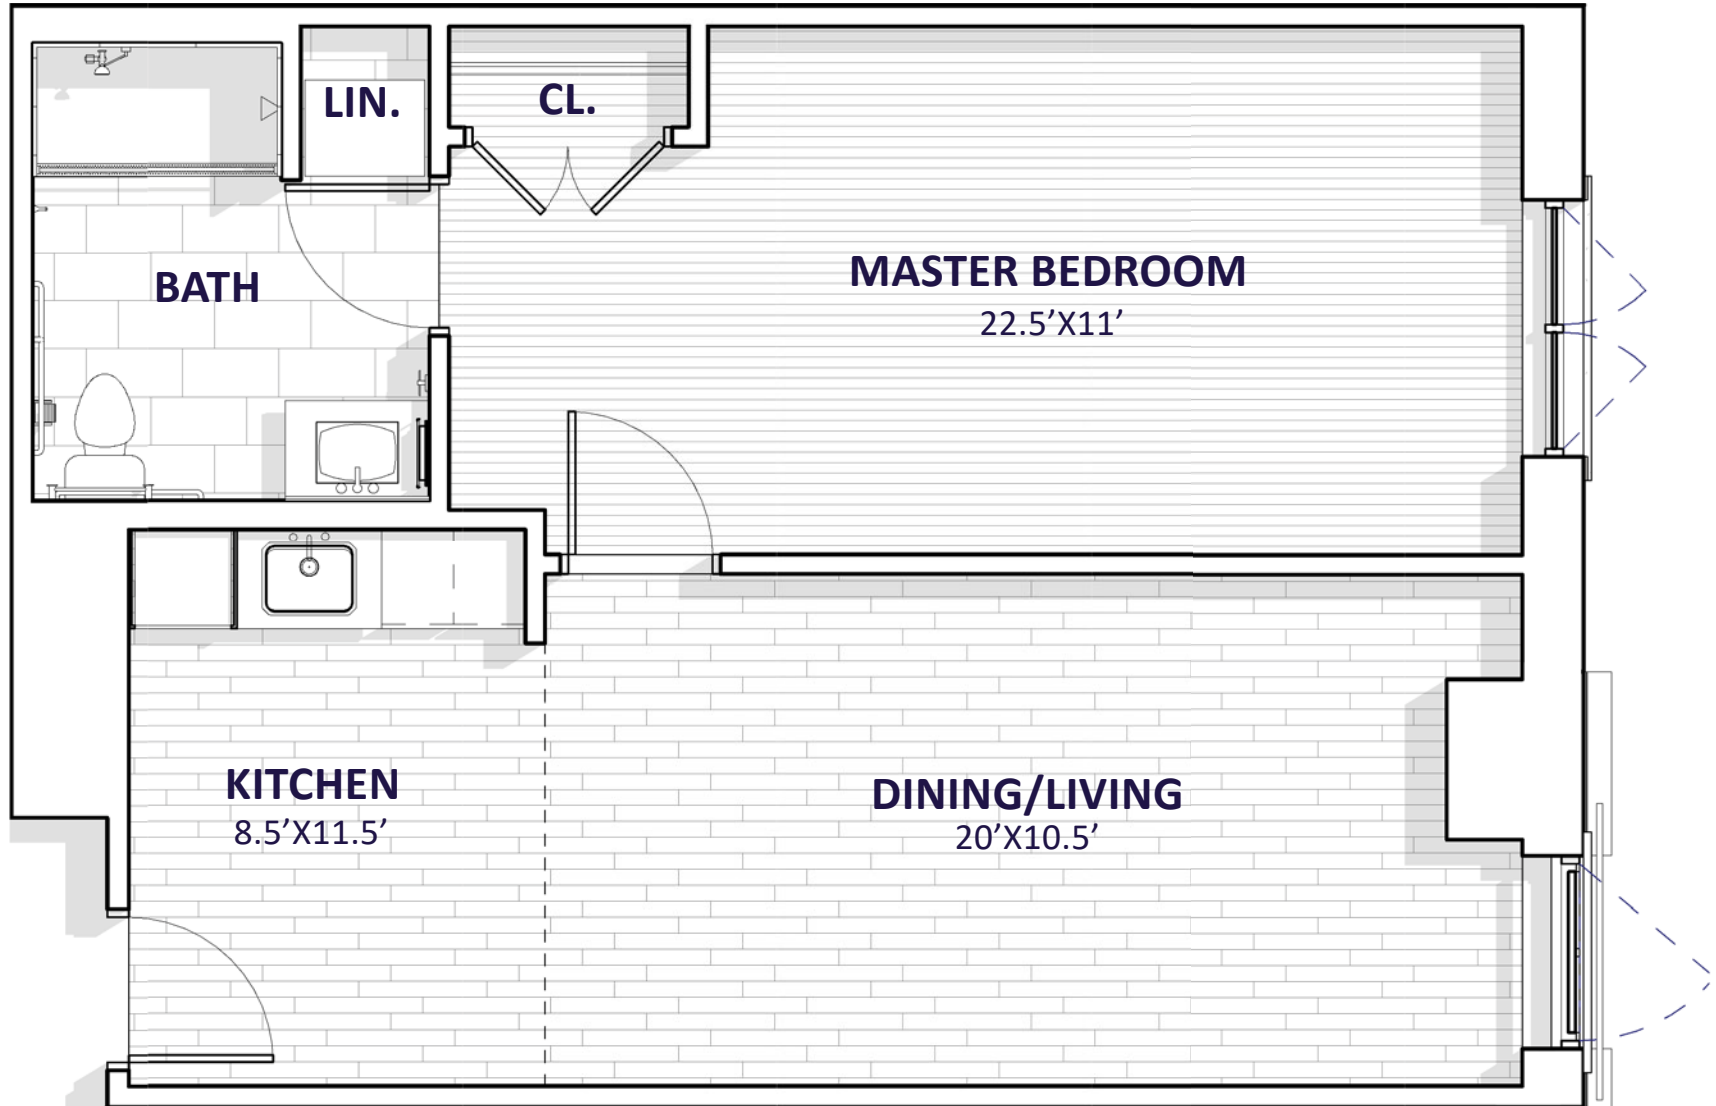 LIN.
CL.
BATH
MASTER BEDROOM
22.5’X11’
KITCHEN
8.5’X11.5’
DINING/LIVING
20’X10.5’